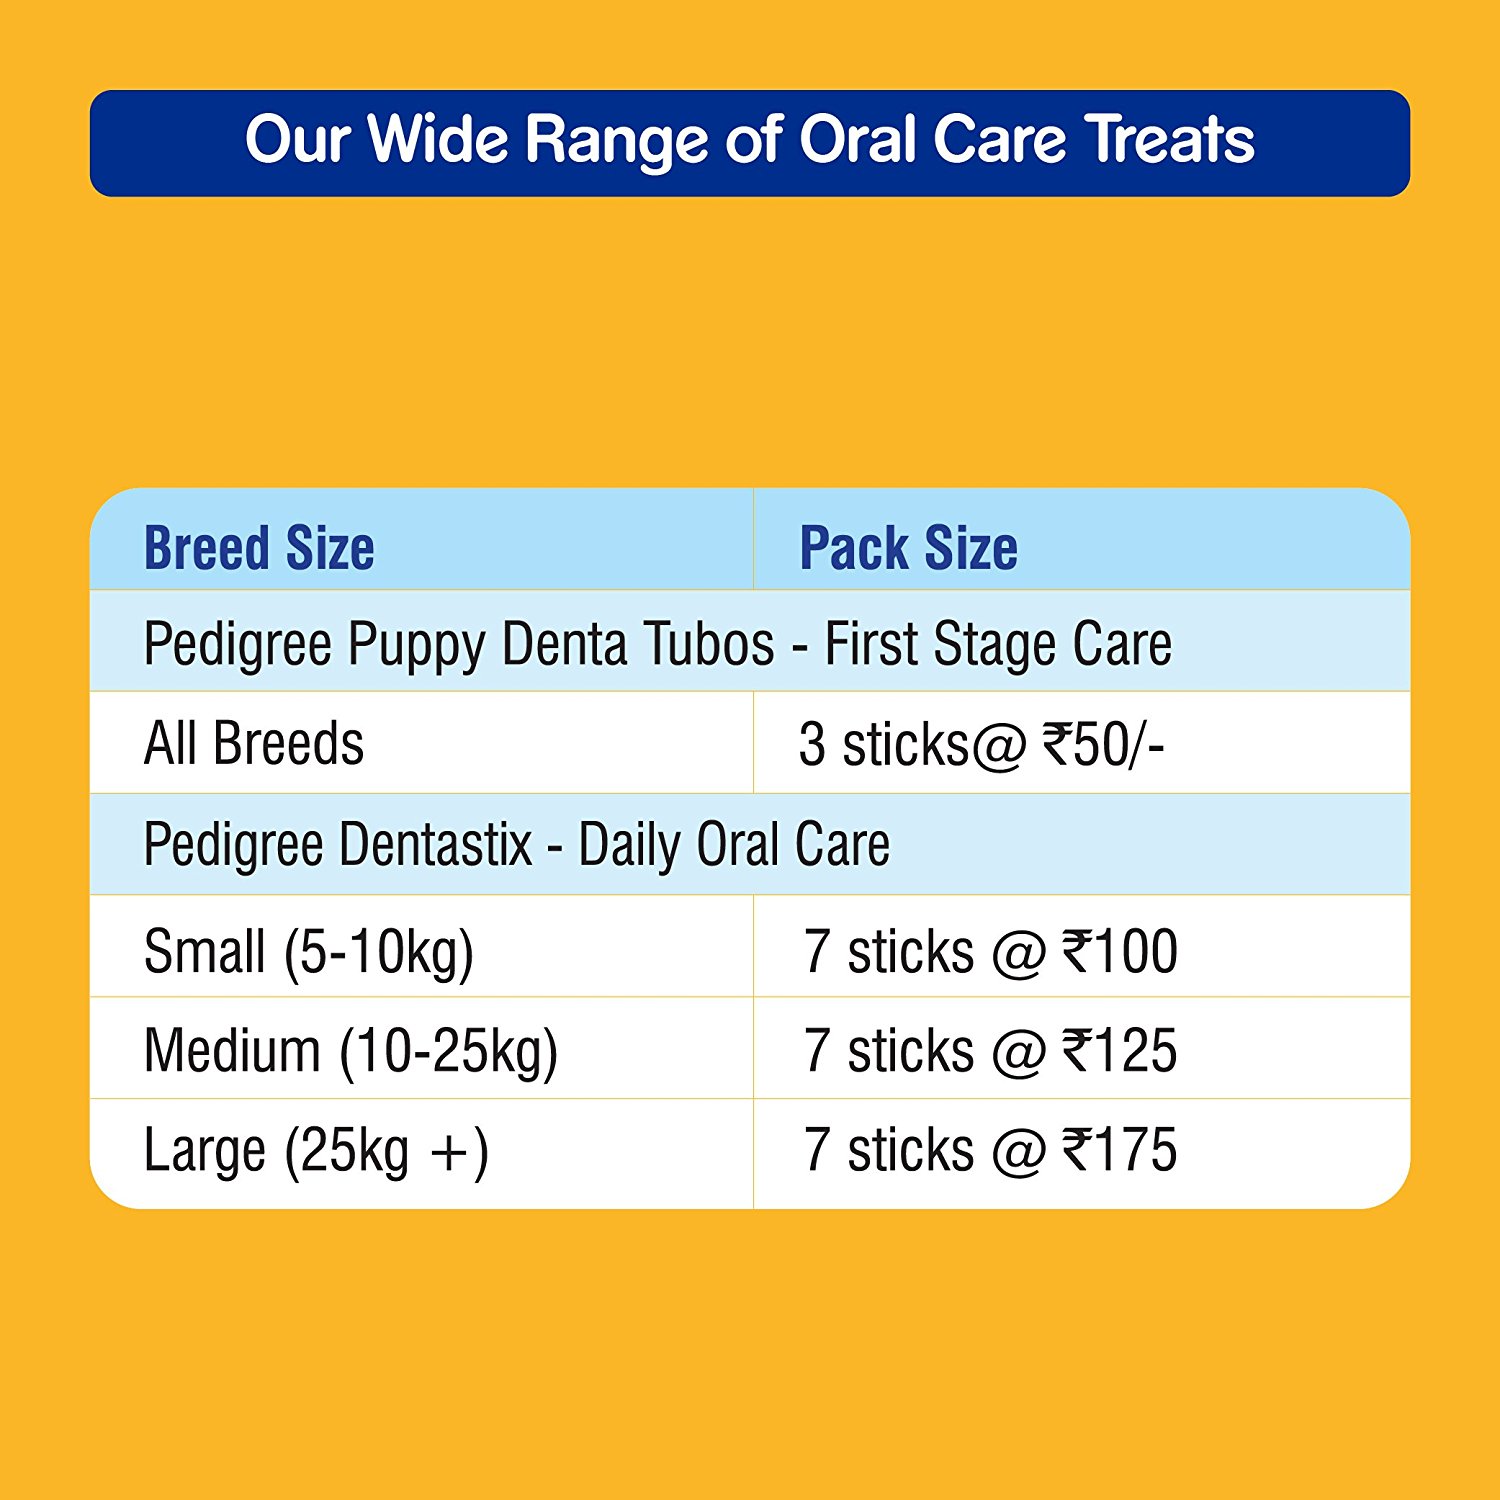 Our Wide Range of Oral Care Treats
Breed Size Pack Size
Pedigree Puppy Denta Tubos - First Stage Care
All Breeds 3 sticks@ ₹50/-
Pedigree Dentastix - Daily Oral Care
Small (5-10kg) 7 sticks @ ₹100
Medium (10-25kg) 7 sticks @ ₹125
Large (25kg +) 7 sticks @ ₹175